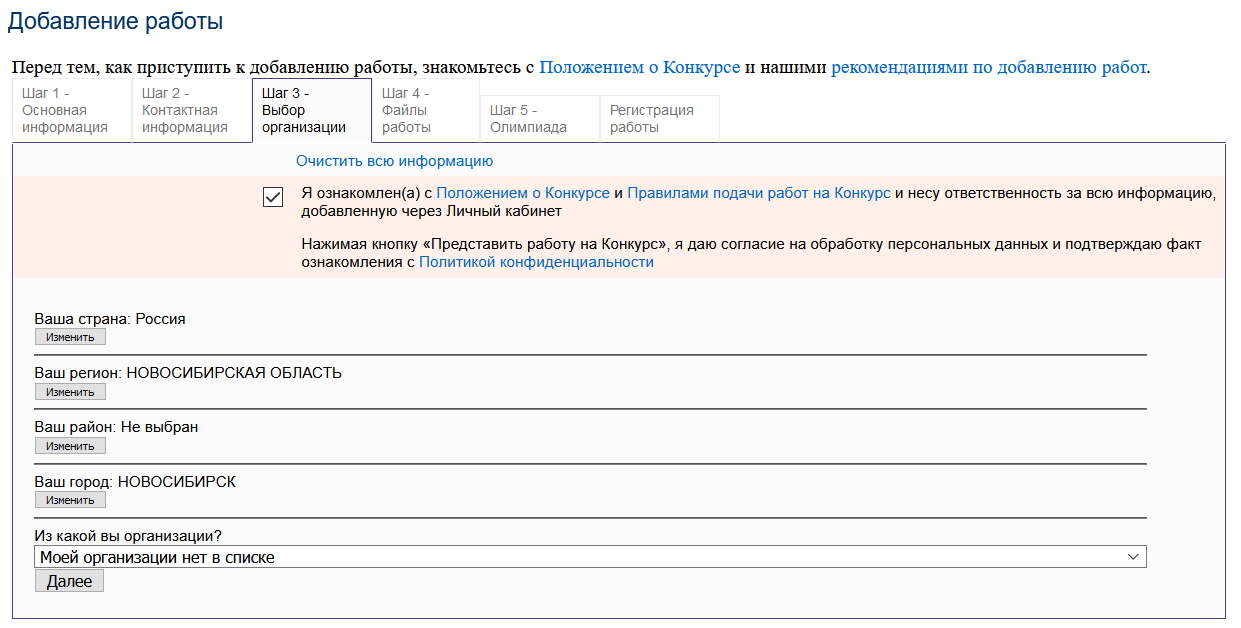 Добавление работы
Перед тем, как приступить к добавлению работы, знакомьтесь с Положением о Конкурсе и нашими рекомендациями по добавлению работ.
Шаг 1 -
Основная
информация
Шаг 2 -
Контактная
информация
Шаг 3 -
Выбор
организации
Шаг 4 -
Файлы
работы
Шаг 5 -
Олимпиада
Регистрация
работы
Очистить всю информацию
Я ознакомлен(а) с Положением о Конкурсе и Правилами подачи работ на Конкурс и несу ответственность за всю информацию,
добавленную через Личный кабинет
Нажимая кнопку «Представить работу на Конкурс», я даю согласие на обработку персональных данных и подтверждаю факт
ознакомления с Политикой конфиденциальности
Ваша страна: Россия
Изменить
Ваш регион: НОВОСИБИРСКАЯ ОБЛАСТЬ
Изменить
Ваш район: Не выбран
Изменить
Ваш город: НОВОСИБИРСК
Изменить
Из какой вы организации?
Моей организации нет в списке
Далее